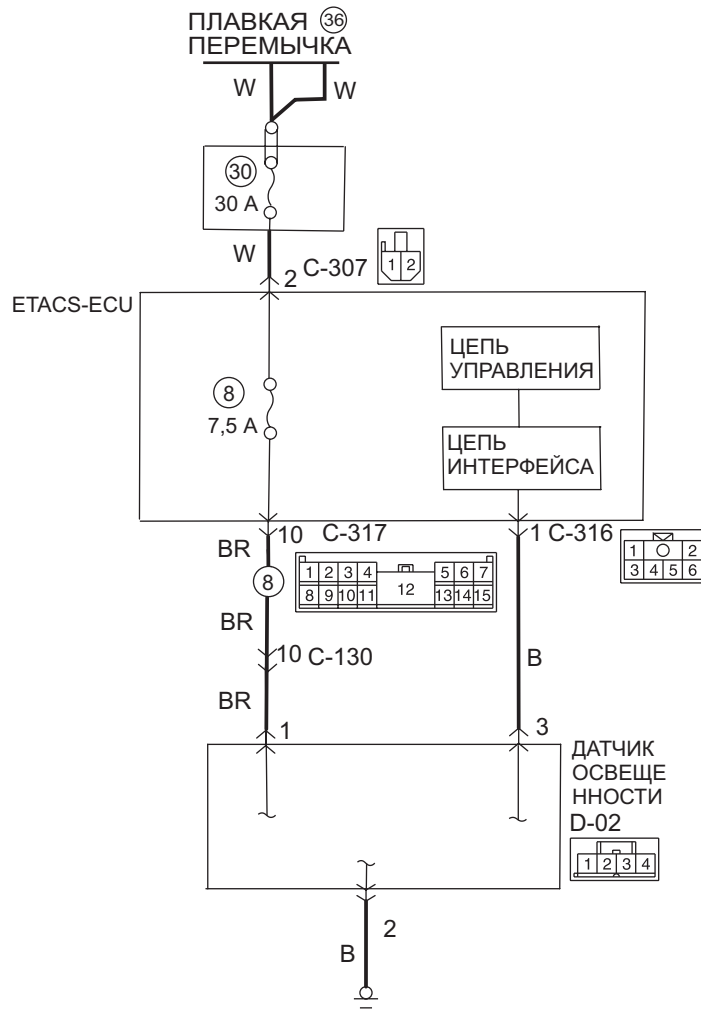 ПЛАВКАЯ 36
ПЕРЕМЫЧКА
W W
30
30 А
W
2 C-307
1 2
ETACS-ECU
ЦЕПЬ
УПРАВЛЕНИЯ
8
7,5 А
ЦЕПЬ
ИНТЕРФЕЙСА
10 C-317
1 C-316
BR
1 2
3 4 5 6
1 2 3 4 5 6 7
8 9 10 11 12 13 14 15
8
BR
10 C-130
B
BR
1
3
ДАТЧИК
ОСВЕЩЕ
ННОСТИ
D-02
1 2 3 4
2
B